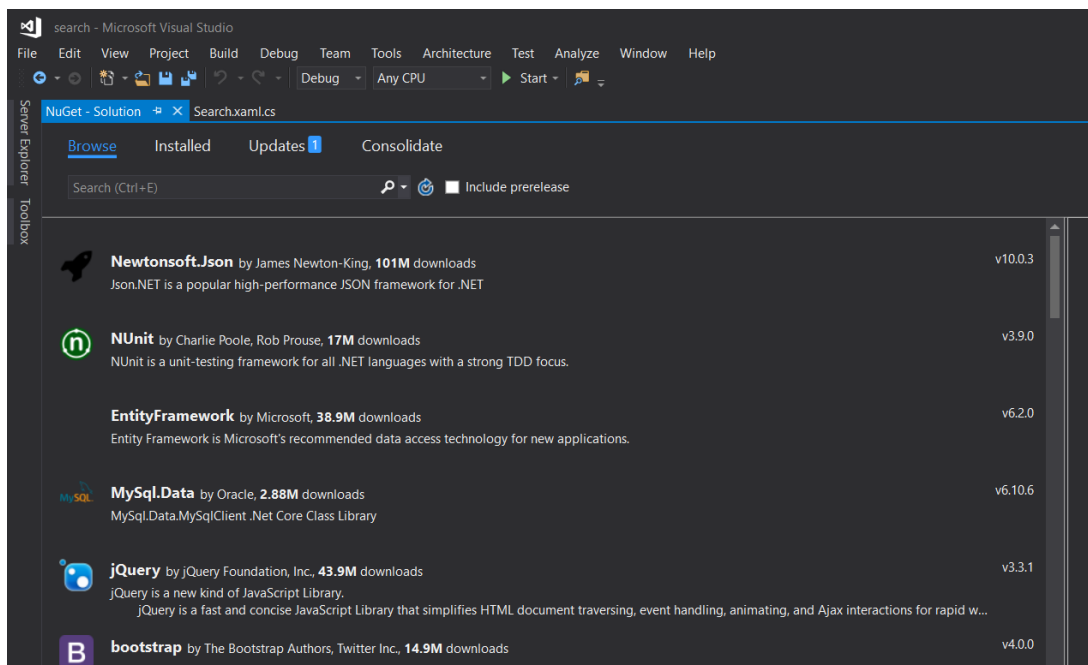 search - Microsoft Visual Studio
File Edit View Project Build Debug Team Tools Architecture Test Analyze Window Help
Debug Any CPU Start
NuGet - Solution Search.xaml.cs
Server Explorer
Toolbox
Browse Installed Updates 1 Consolidate
Search (Ctrl+E) Include prerelease
Newtonsoft.Json by James Newton-King, 101M downloads v10.0.3
Json.NET is a popular high-performance JSON framework for .NET
n
NUnit by Charlie Poole, Rob Prouse, 17M downloads v3.9.0
NUnit is a unit-testing framework for all .NET languages with a strong TDD focus.
EntityFramework by Microsoft, 38.9M downloads v6.2.0
Entity Framework is Microsoft's recommended data access technology for new applications.
MySQL
MySql.Data by Oracle, 2.88M downloads v6.10.6
MySql.Data.MySqlClient .Net Core Class Library
jQuery by jQuery Foundation, Inc., 43.9M downloads v3.3.1
jQuery is a new kind of JavaScript Library.
jQuery is a fast and concise JavaScript Library that simplifies HTML document traversing, event handling, animating, and Ajax interactions for rapid w...
B
bootstrap by The Bootstrap Authors, Twitter Inc., 14.9M downloads v4.0.0